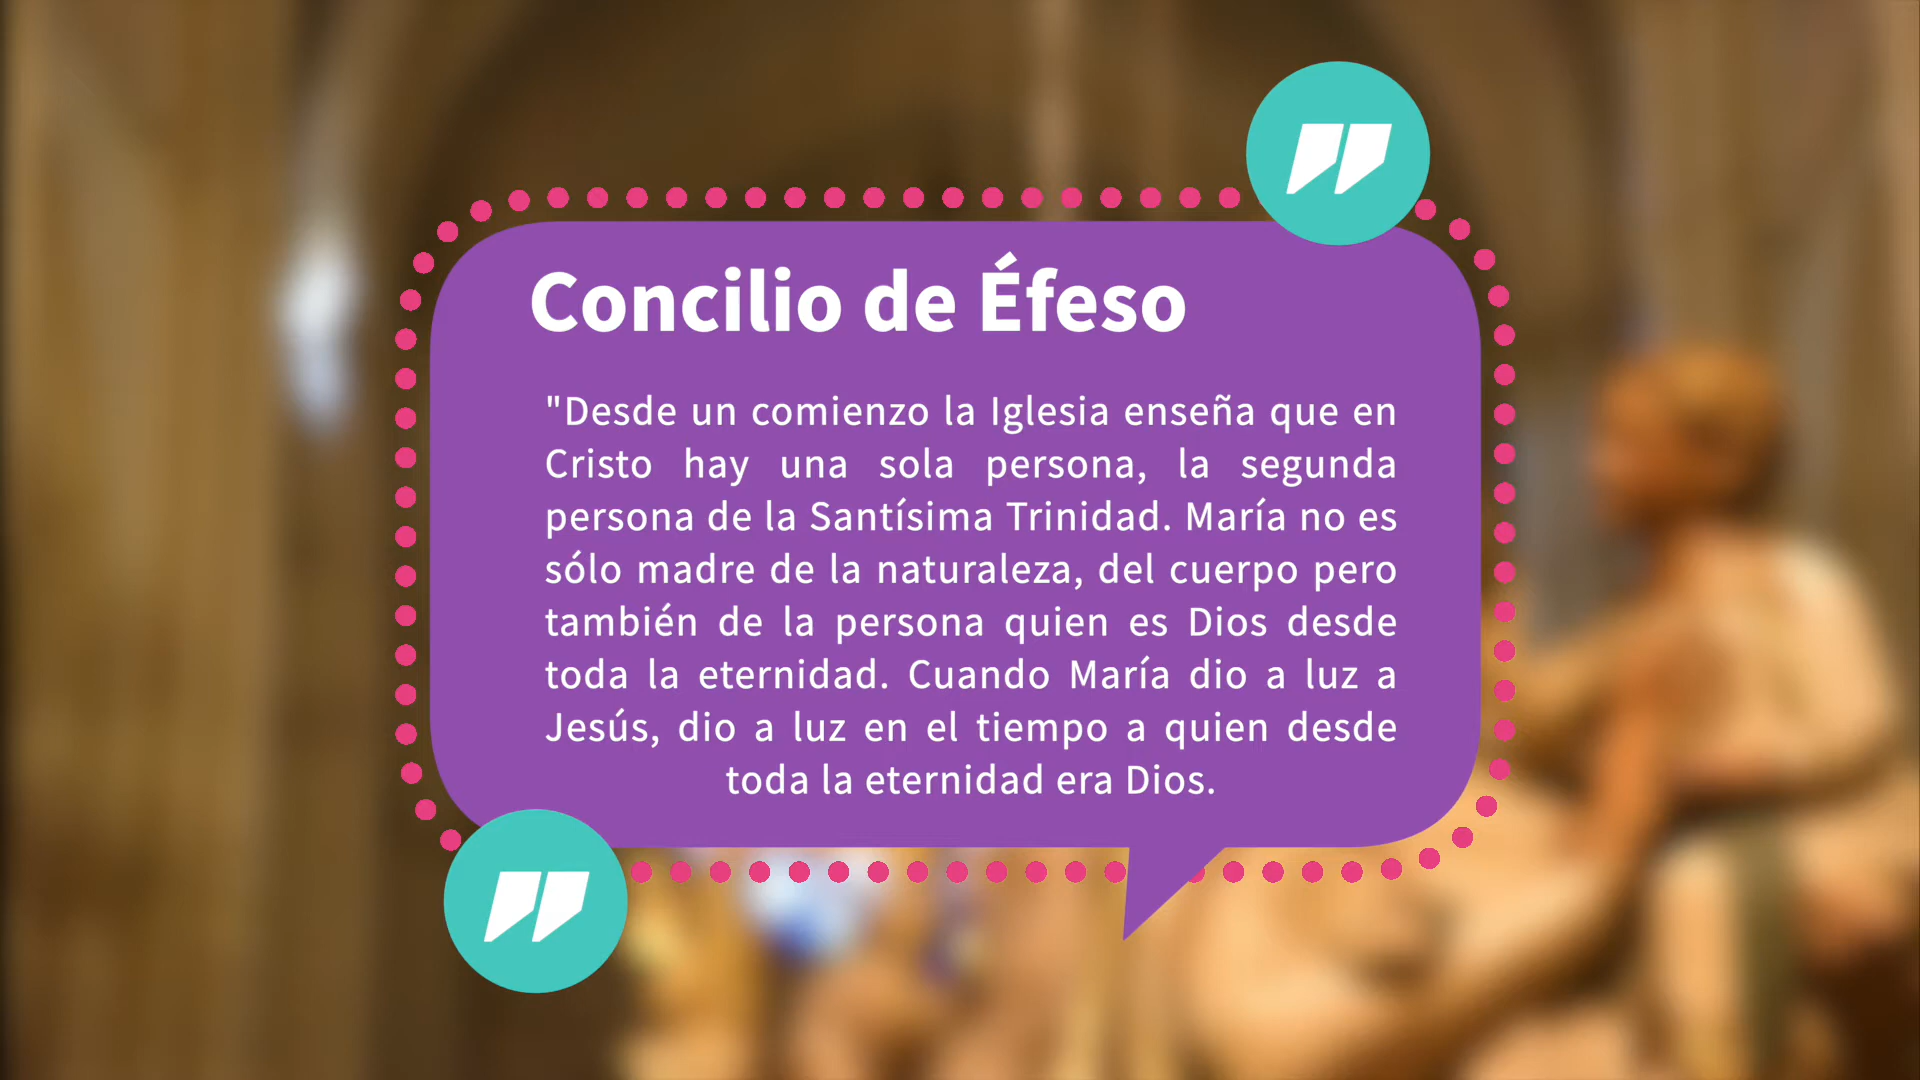 Concilio de Éfeso
"Desde un comienzo la Iglesia enseña que en
Cristo hay una sola persona, la segunda
persona de la Santísima Trinidad. María no es
sólo madre de la naturaleza, del cuerpo pero
también de la persona quien es Dios desde
toda la eternidad. Cuando María dio a luz a
Jesús, dio a luz en el tiempo a quien desde
toda la eternidad era Dios.